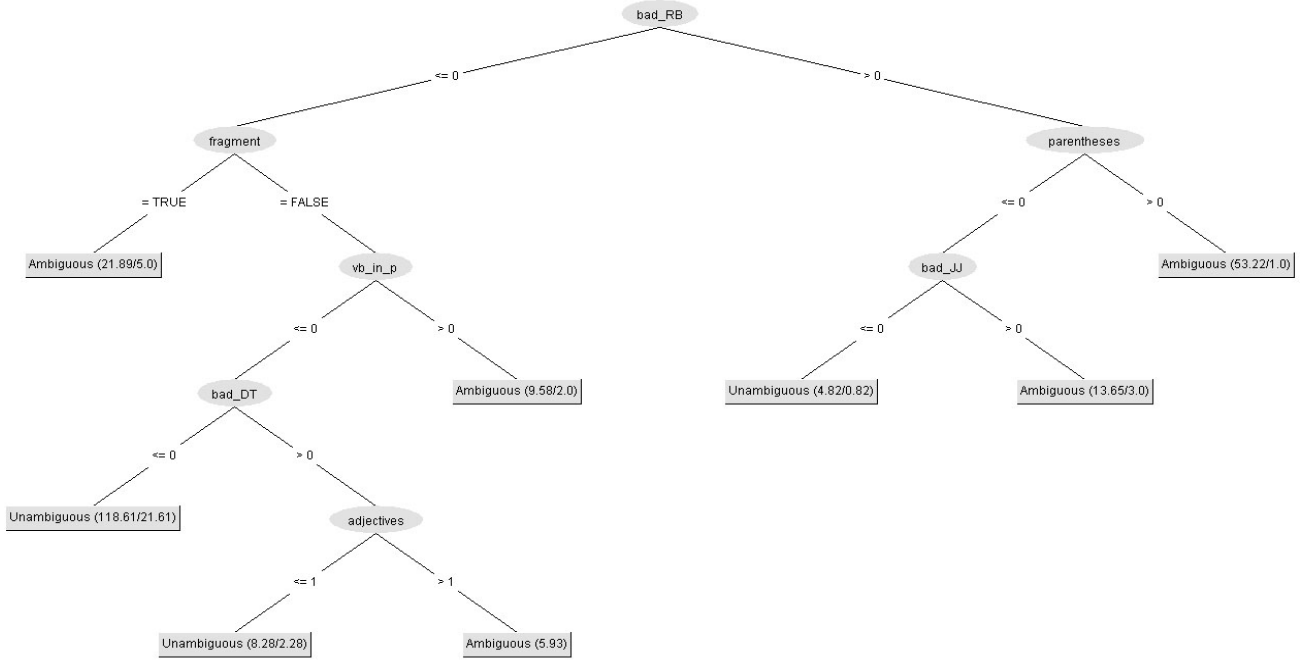 bad_RB
<= 0
> 0
fragment
parentheses
= TRUE
= FALSE
<= 0
> 0
Ambiguous (21.89/5.0)
vb_in_p
bad_JJ
Ambiguous (53.22/1.0)
<= 0
> 0
<= 0
> 0
bad_DT
Ambiguous (9.58/2.0)
Unambiguous (4.82/0.82)
Ambiguous (13.65/3.0)
<= 0
> 0
Unambiguous (118.61/21.61)
adjectives
<= 1
> 1
Unambiguous (8.28/2.28)
Ambiguous (5.93)